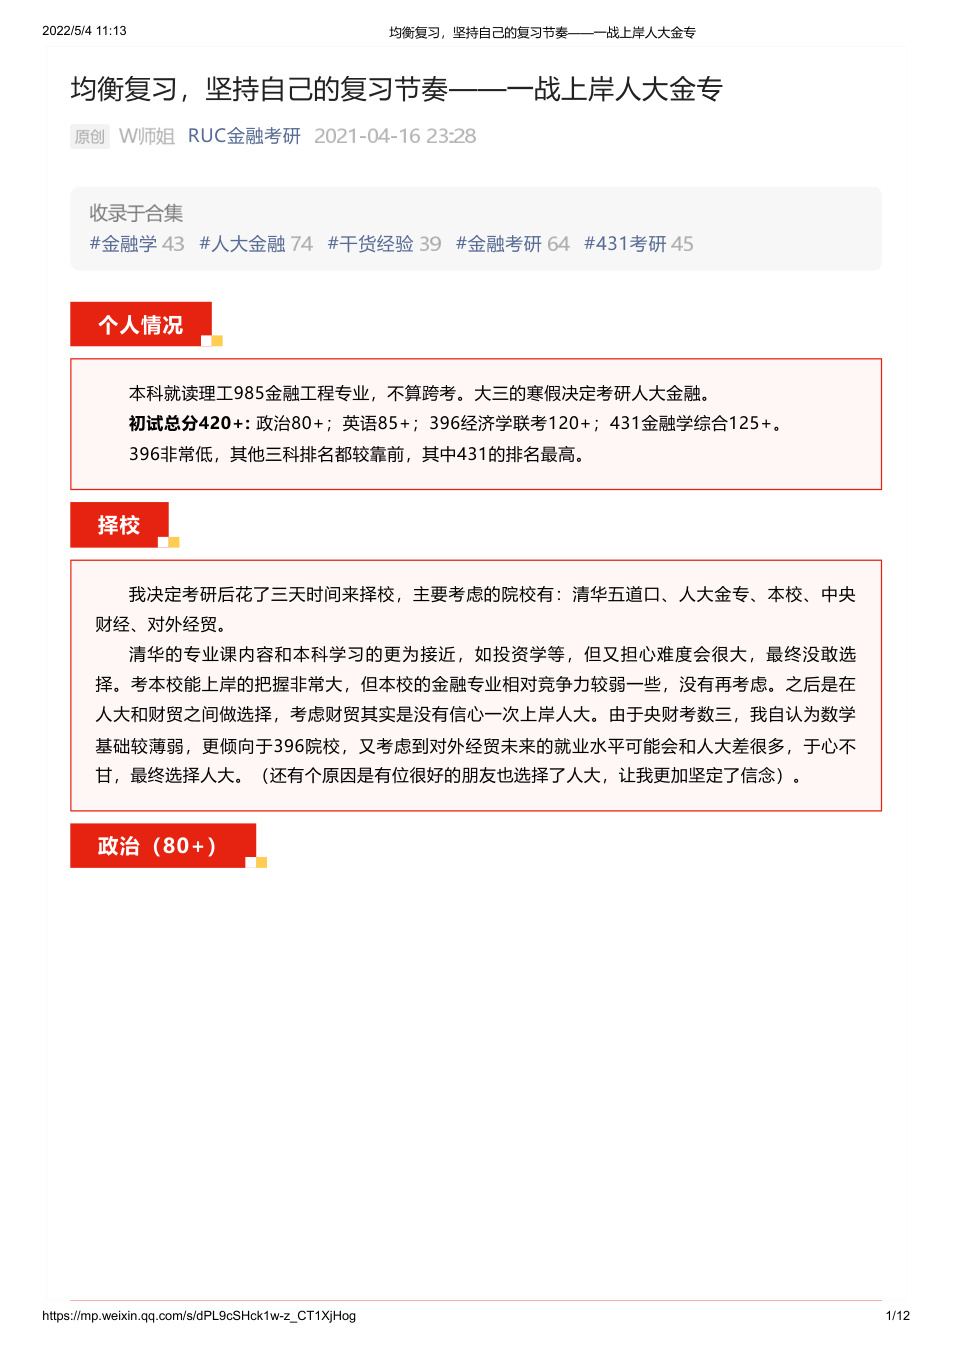 2022/5/4 11:13
均衡复习，坚持自己的复习节奏——一战上岸人大金专
均衡复习，坚持自己的复习节奏——一战上岸人大金专
原创 W师姐 RUC金融考研 2021-04-16 23:28
收录于合集
#金融学 43 #人大金融 74 #干货经验 39 #金融考研 64 #431考研 45
个人情况
本科就读理工985金融工程专业，不算跨考。大三的寒假决定考研人大金融。
初试总分420+: 政治80+；英语85+；396经济学联考120+；431金融学综合125+。
396非常低，其他三科排名都较靠前，其中431的排名最高。
择校
我决定考研后花了三天时间来择校，主要考虑的院校有：清华五道口、人大金专、本校、中央
财经、对外经贸。
清华的专业课内容和本科学习的更为接近，如投资学等，但又担心难度会很大，最终没敢选
择。考本校能上岸的把握非常大，但本校的金融专业相对竞争力较弱一些，没有再考虑。之后是在
人大和财贸之间做选择，考虑财贸其实是没有信心一次上岸人大。由于央财考数三，我自认为数学
基础较薄弱，更倾向于396院校，又考虑到对外经贸未来的就业水平可能会和人大差很多，于心不
甘，最终选择人大。（还有个原因是有位很好的朋友也选择了人大，让我更加坚定了信念）。
政治（80+）
https://mp.weixin.qq.com/s/dPL9cSHck1w-z_CT1XjHog
1/12